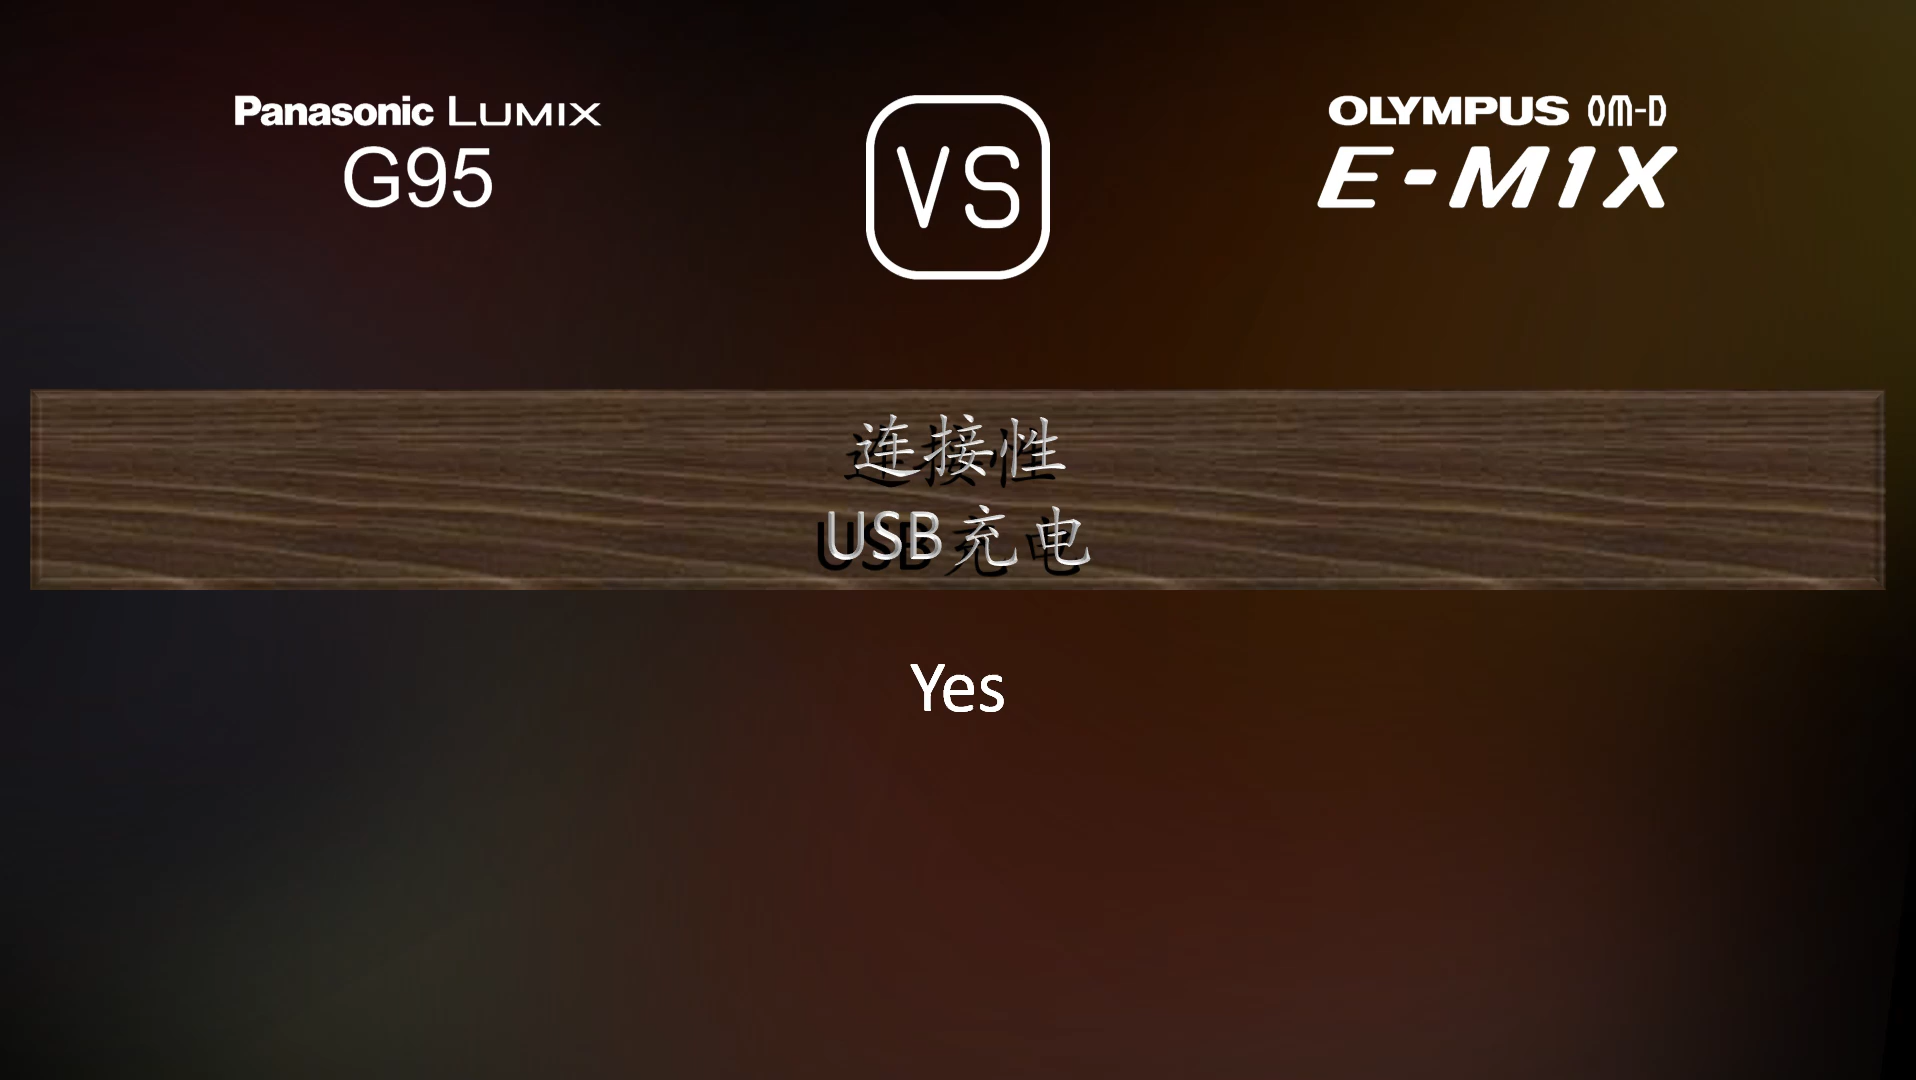 Panasonic LUMIX
G95
VS
OLYMPUS OM-D
E-M1X
连接性
USB充电
Yes